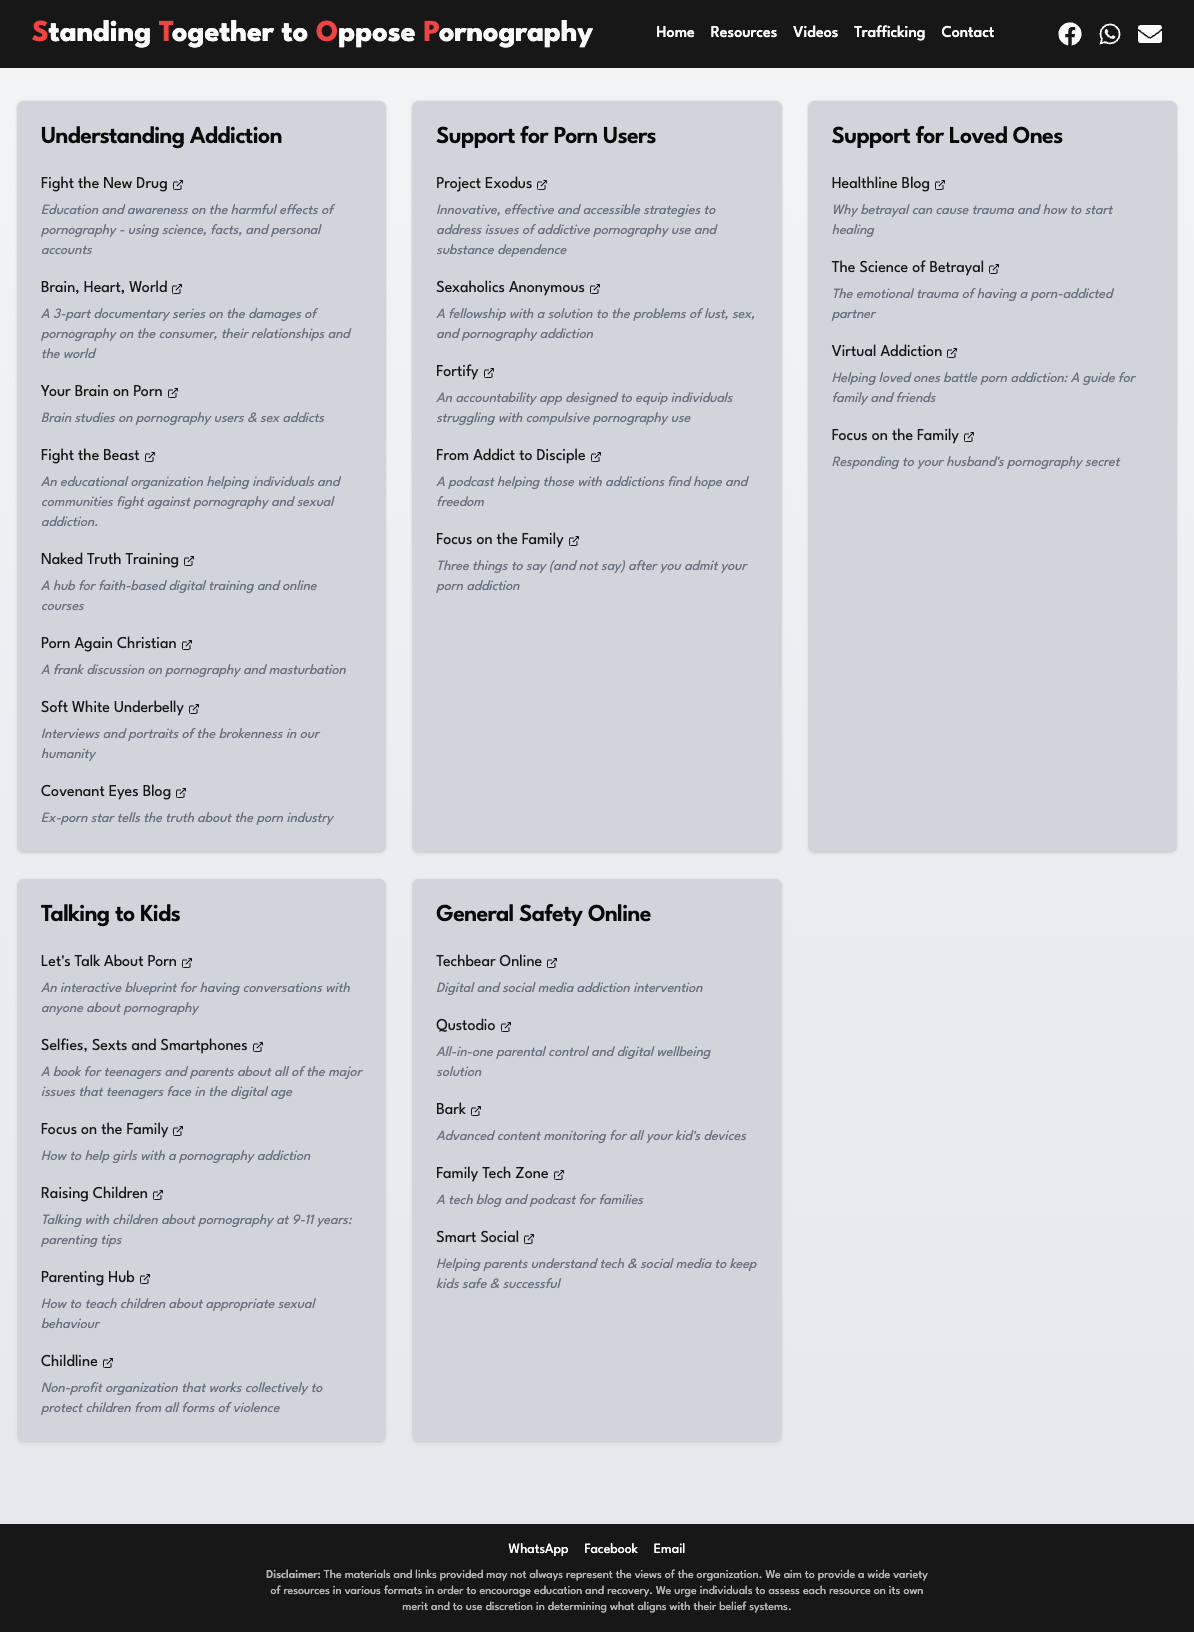 Standing Together to Oppose Pornography
Home Resources Videos Trafficking Contact
Understanding Addiction
Fight the New Drug
Education and awareness on the harmful effects of
pornography - using science, facts, and personal
accounts
Brain, Heart, World
A 3-part documentary series on the damages of
pornography on the consumer, their relationships and
the world
Your Brain on Porn
Brain studies on pornography users & sex addicts
Fight the Beast
An educational organization helping individuals and
communities fight against pornography and sexual
addiction.
Naked Truth Training
A hub for faith-based digital training and online
courses
Porn Again Christian
A frank discussion on pornography and masturbation
Soft White Underbelly
Interviews and portraits of the brokenness in our
humanity
Covenant Eyes Blog
Ex-porn star tells the truth about the porn industry
Support for Porn Users
Project Exodus
Innovative, effective and accessible strategies to
address issues of addictive pornography use and
substance dependence
Sexaholics Anonymous
A fellowship with a solution to the problems of lust, sex,
and pornography addiction
Fortify
An accountability app designed to equip individuals
struggling with compulsive pornography use
From Addict to Disciple
A podcast helping those with addictions find hope and
freedom
Focus on the Family
Three things to say (and not say) after you admit your
porn addiction
Support for Loved Ones
Healthline Blog
Why betrayal can cause trauma and how to start
healing
The Science of Betrayal
The emotional trauma of having a porn-addicted
partner
Virtual Addiction
Helping loved ones battle porn addiction: A guide for
family and friends
Focus on the Family
Responding to your husband's pornography secret
Talking to Kids
Let's Talk About Porn
An interactive blueprint for having conversations with
anyone about pornography
Selfies, Sexts and Smartphones
A book for teenagers and parents about all of the major
issues that teenagers face in the digital age
Focus on the Family
How to help girls with a pornography addiction
Raising Children
Talking with children about pornography at 9-11 years:
parenting tips
Parenting Hub
How to teach children about appropriate sexual
behaviour
Childline
Non-profit organization that works collectively to
protect children from all forms of violence
General Safety Online
Techbear Online
Digital and social media addiction intervention
Qustodio
All-in-one parental control and digital wellbeing
solution
Bark
Advanced content monitoring for all your kid's devices
Family Tech Zone
A tech blog and podcast for families
Smart Social
Helping parents understand tech & social media to keep
kids safe & successful
WhatsApp Facebook Email
Disclaimer: The materials and links provided may not always represent the views of the organization. We aim to provide a wide variety
of resources in various formats in order to encourage education and recovery. We urge individuals to assess each resource on its own
merit and to use discretion in determining what aligns with their belief systems.